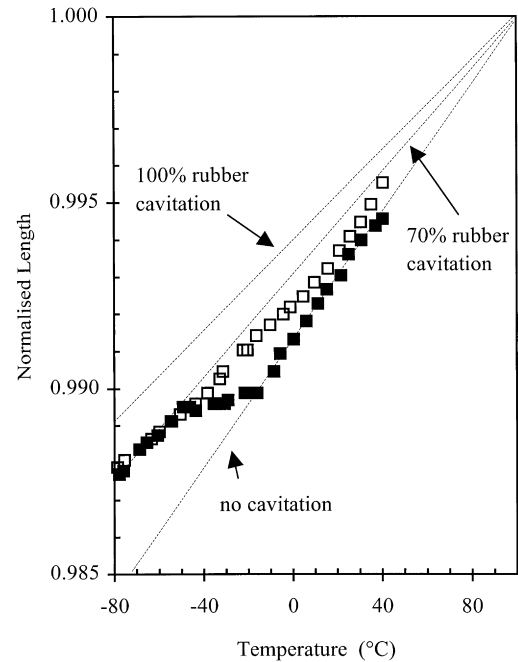 1.000
100% rubber
cavitation
0.995
70% rubber
cavitation
Normalised Length
0.990
no cavitation
0.985
-80 -40 0 40 80
Temperature (°C)